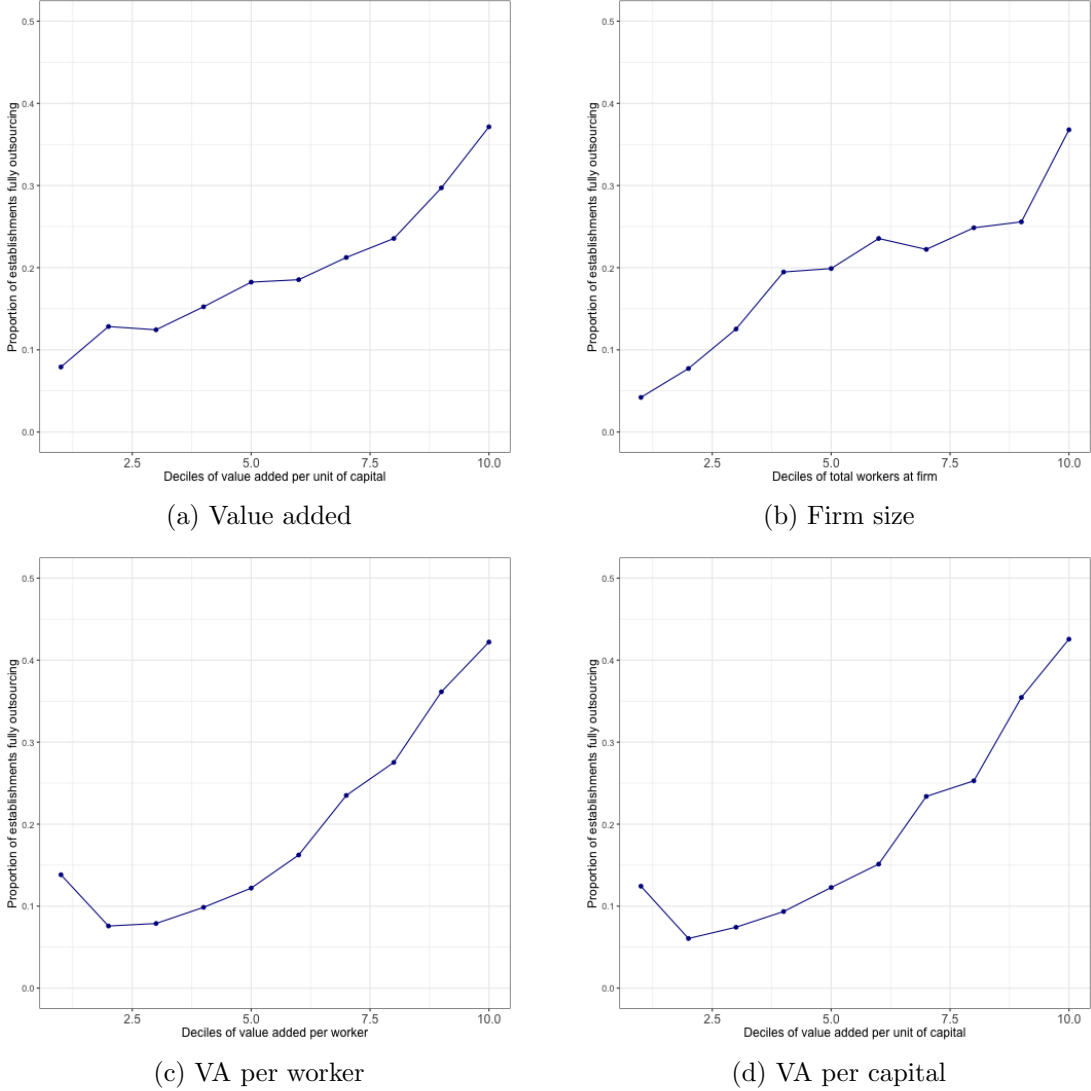 Proportion of establishments fully outsourcing
0.5
0.4
0.3
0.2
0.1
0.0
2.5 5.0 7.5 10.0
Deciles of value added per unit of capital
(a) Value added
Proportion of establishments fully outsourcing
0.5
0.4
0.3
0.2
0.1
0.0
2.5 5.0 7.5 10.0
Deciles of total workers at firm
(b) Firm size
Proportion of establishments fully outsourcing
0.5
0.4
0.3
0.2
0.1
0.0
2.5 5.0 7.5 10.0
Deciles of value added per worker
(c) VA per worker
Proportion of establishments fully outsourcing
0.5
0.4
0.3
0.2
0.1
0.0
2.5 5.0 7.5 10.0
Deciles of value added per unit of capital
(d) VA per capital